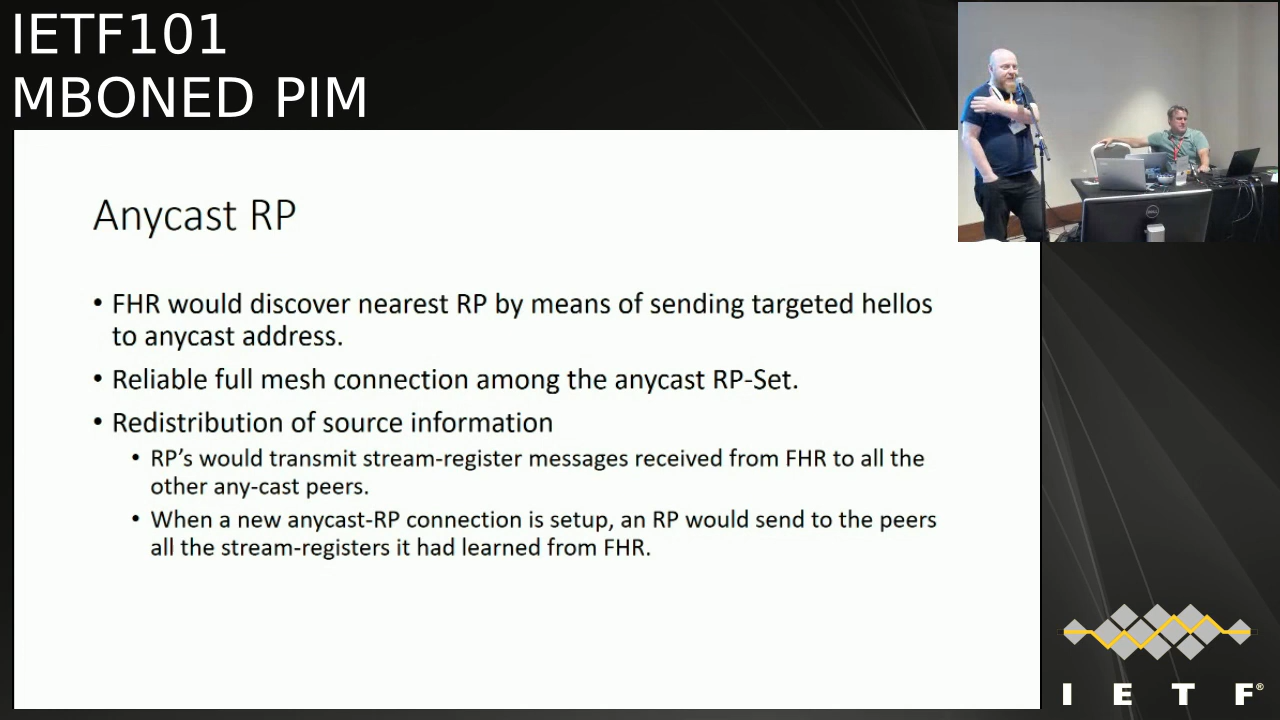 IETF101
MBONED PIM
Anycast RP
• FHR would discover nearest RP by means of sending targeted hellos
to anycast address.
• Reliable full mesh connection among the anycast RP-Set.
• Redistribution of source information
• RP’s would transmit stream-register messages received from FHR to all the
other any-cast peers.
• When a new anycast-RP connection is setup, an RP would send to the peers
all the stream-registers it had learned from FHR.
DELL
I E T F®